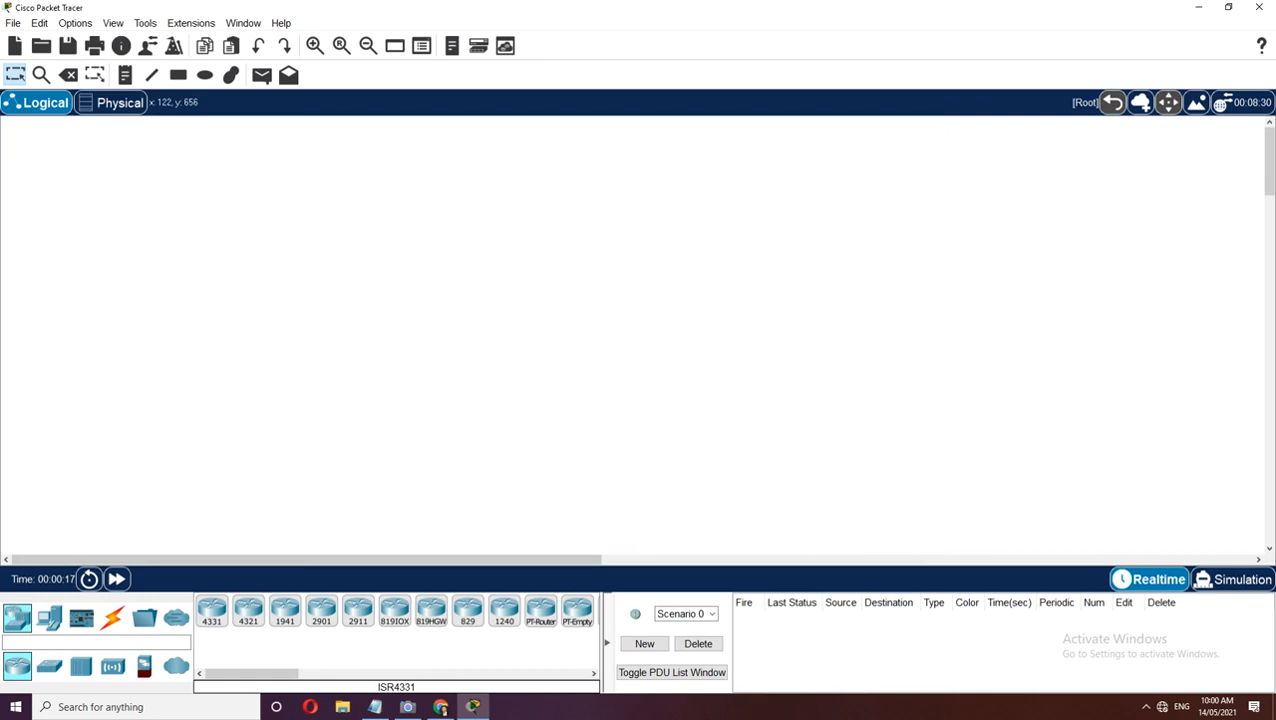 Cisco Packet Tracer
File Edit Options View Tools Extensions Window Help
Logical Physical x: 122, y: 656 [Root] 00:08:30
Time: 00:00:17 Realtime Simulation
4331 4321 1941 2901 2911 819IOX 819HGW 829 1240 PT-Router PT-Empty
Scenario 0
New Delete
Toggle PDU List Window
Fire Last Status Source Destination Type Color Time(sec) Periodic Num Edit Delete
Activate Windows
Go to Settings to activate Windows.
ISR4331
Search for anything
ENG
10:00 AM
14/05/2021